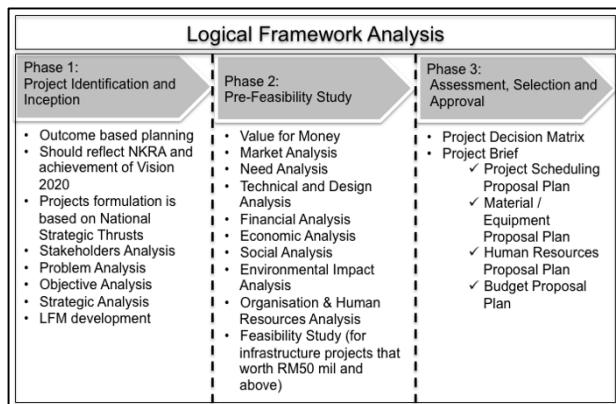 Logical Framework Analysis
Phase 1:
Project Identification and
Inception
• Outcome based planning
• Should reflect NKRA and
achievement of Vision
2020
• Projects formulation is
based on National
Strategic Thrusts
• Stakeholders Analysis
• Problem Analysis
• Objective Analysis
• Strategic Analysis
• LFM development
Phase 2:
Pre-Feasibility Study
• Value for Money
• Market Analysis
• Need Analysis
• Technical and Design
Analysis
• Financial Analysis
• Economic Analysis
• Social Analysis
• Environmental Impact
Analysis
• Organisation & Human
Resources Analysis
• Feasibility Study (for
infrastructure projects that
worth RM50 mil and
above)
Phase 3:
Assessment, Selection and
Approval
• Project Decision Matrix
• Project Brief
✓ Project Scheduling
Proposal Plan
✓ Material /
Equipment
Proposal Plan
✓ Human Resources
Proposal Plan
✓ Budget Proposal
Plan